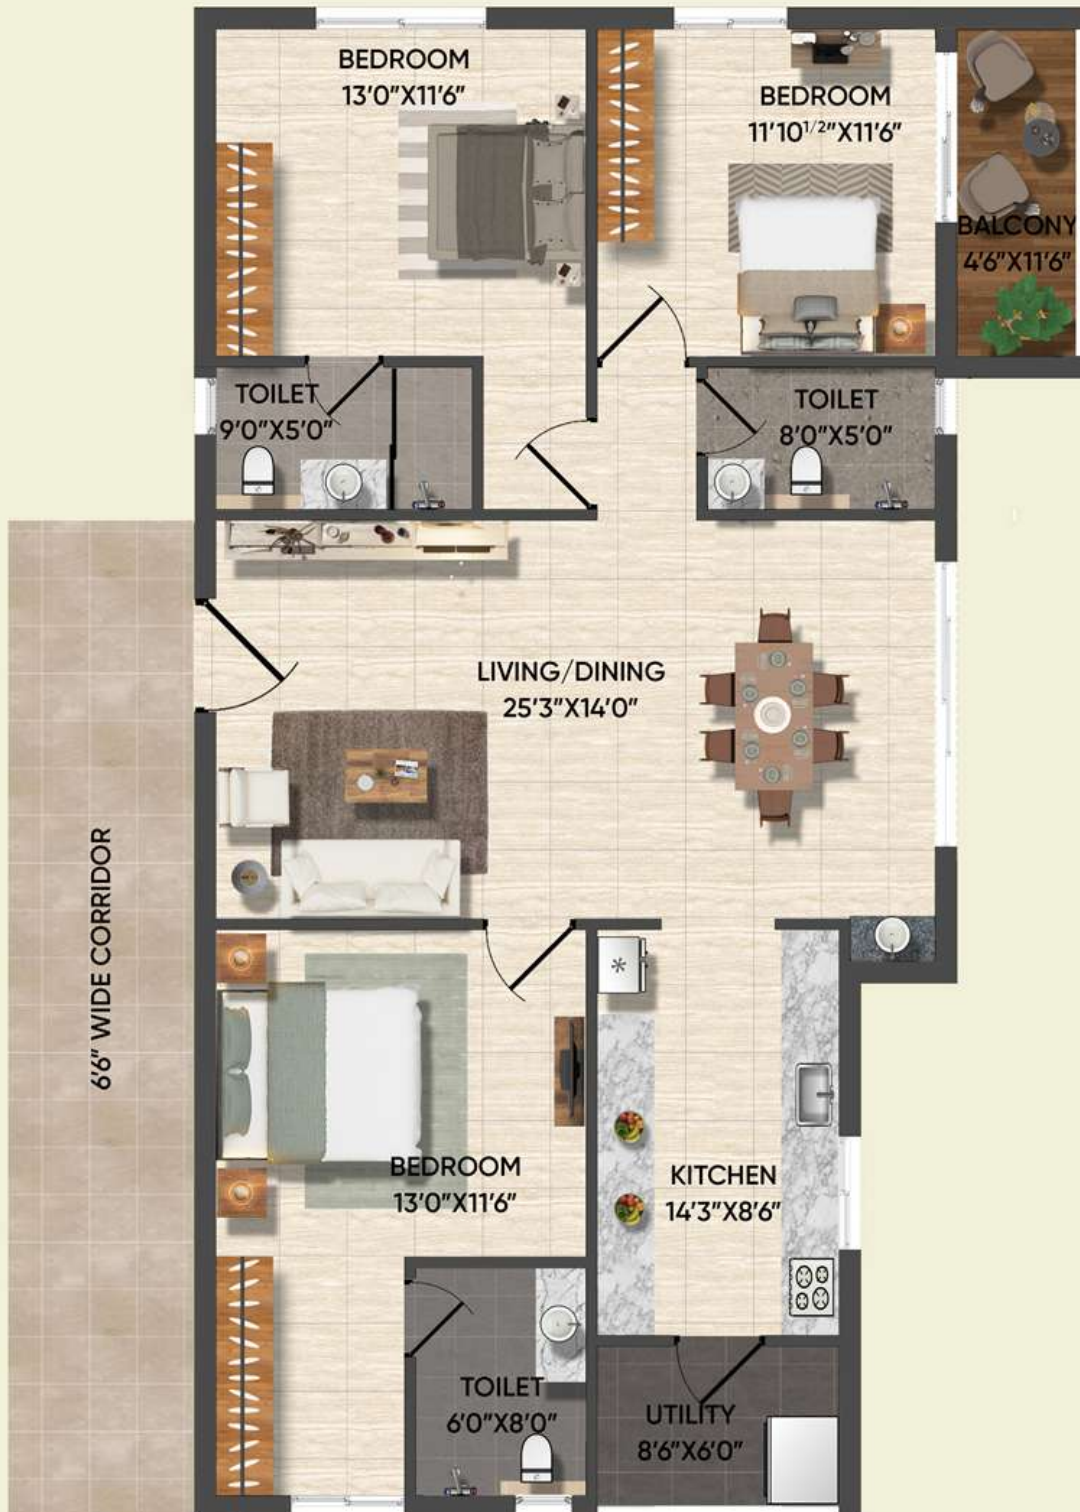 BEDROOM
13'0"X11'6"
BEDROOM
11'10 1/2"X11'6"
BALCONY
4'6"X11'6"
TOILET
9'0"X5'0"
TOILET
8'0"X5'0"
LIVING/DINING
25'3"X14'0"
6'6" WIDE CORRIDOR
BEDROOM
13'0"X11'6"
KITCHEN
14'3"X8'6"
TOILET
6'0"X8'0"
UTILITY
8'6"X6'0"